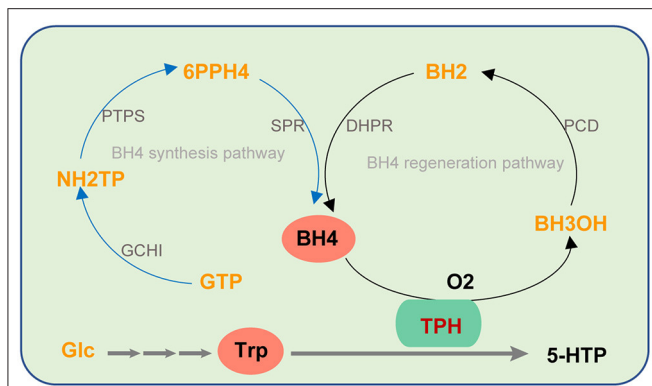 6PPH4
BH2
PTPS
SPR
DHPR
PCD
BH4 synthesis pathway
BH4 regeneration pathway
NH2TP
BH4
BH3OH
GCHI
GTP
O2
TPH
Glc
Trp
5-HTP